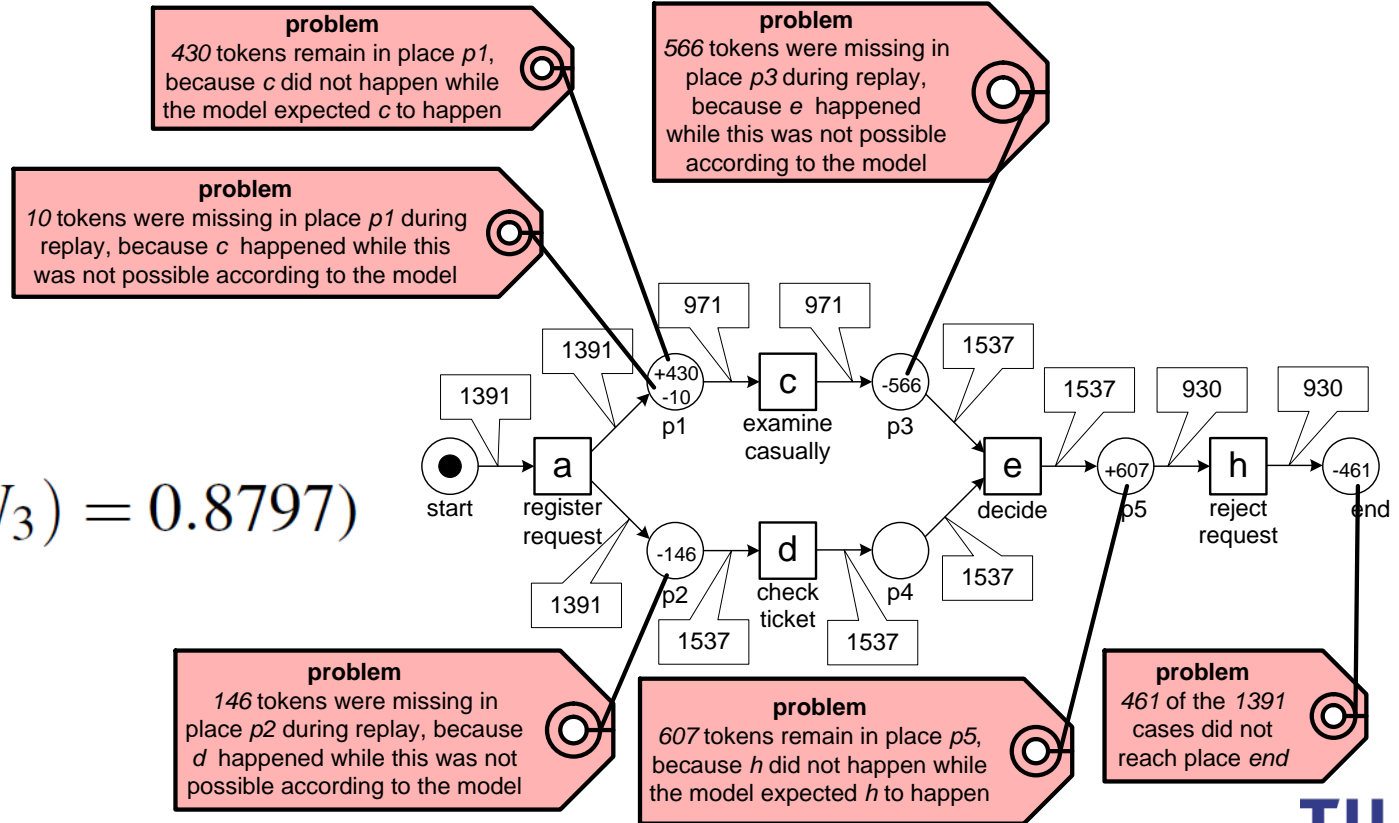 problem
430 tokens remain in place p1,
because c did not happen while
the model expected c to happen
problem
566 tokens were missing in
place p3 during replay,
because e happened
while this was not possible
according to the model
problem
10 tokens were missing in place p1 during
replay, because c happened while this
was not possible according to the model
971
971
1391
1537
1391
+430
-10
p1
c
examine
casually
-566
p3
1537
930
930
start
a
register
request
e
decide
+607
p5
h
reject
request
-461
end
3) = 0.8797)
1391
-146
p2
1537
d
check
ticket
1537
p4
1537
problem
146 tokens were missing in
place p2 during replay, because
d happened while this was not
possible according to the model
problem
607 tokens remain in place p5,
because h did not happen while
the model expected h to happen
problem
461 of the 1391
cases did not
reach place end